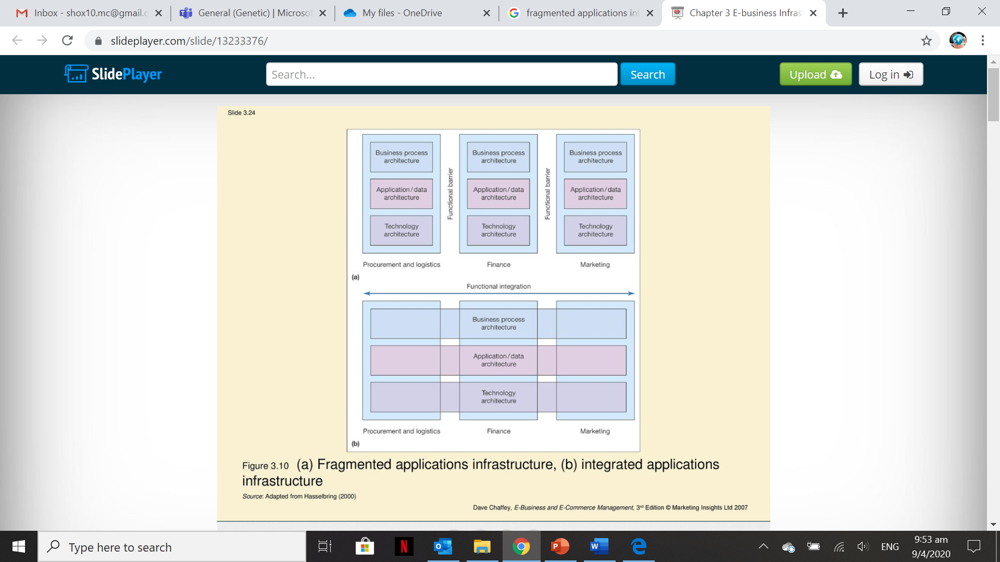 Inbox - shox10.mc@gmail.c
General (Genetic) | Microsof
My files - OneDrive
fragmented applications inf
Chapter 3 E-business Infras
slideplayer.com/slide/13233376/
SlidePlayer
Search...
Search
Upload
Log in
Slide 3.24
Business process
architecture
Application/data
architecture
Technology
architecture
Functional barrier
Business process
architecture
Application/data
architecture
Technology
architecture
Functional barrier
Business process
architecture
Application/data
architecture
Technology
architecture
Procurement and logistics
Finance
Marketing
(a)
Functional integration
Business process
architecture
Application/data
architecture
Technology
architecture
Procurement and logistics
Finance
Marketing
(b)
Figure 3.10 (a) Fragmented applications infrastructure, (b) integrated applications
infrastructure
Source: Adapted from Hasselbring (2000)
Dave Chaffey, E-Business and E-Commerce Management, 3rd Edition © Marketing Insights Ltd 2007
Type here to search
ENG
9:53 am
9/4/2020